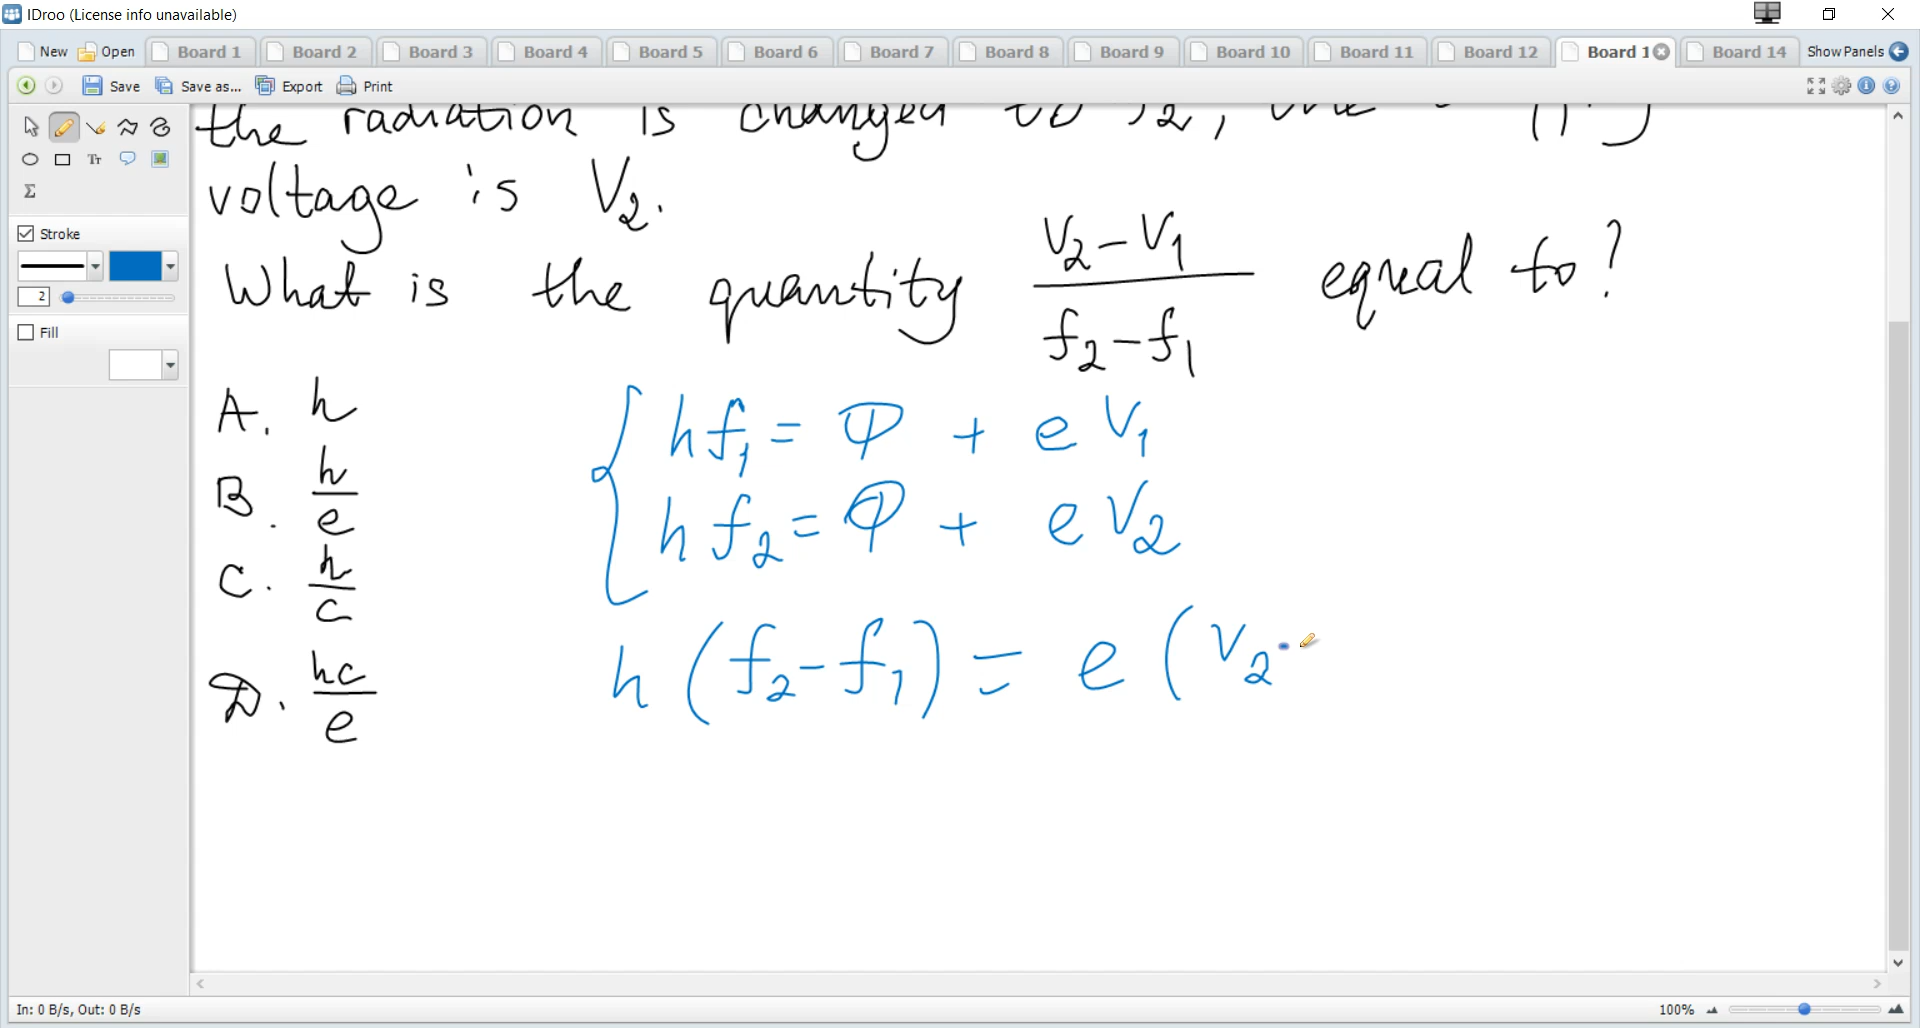 IDroo (License info unavailable)
New Open Board 1 Board 2 Board 3 Board 4 Board 5 Board 6 Board 7 Board 8 Board 9 Board 10 Board 11 Board 12 Board 1 Board 14 Show Panels
Save Save as... Export Print
the radiation is changed to f2, the
voltage is V2.
What is the quantity (V2 - V1)/(f2 - f1) equal to?
A. h
B. h/e
C. h/c
D. hc/e
hf1 = Φ + eV1
hf2 = Φ + eV2
h(f2 - f1) = e(V2 -
Tт
Σ
Stroke
2
Fill
In: 0 B/s, Out: 0 B/s
100%